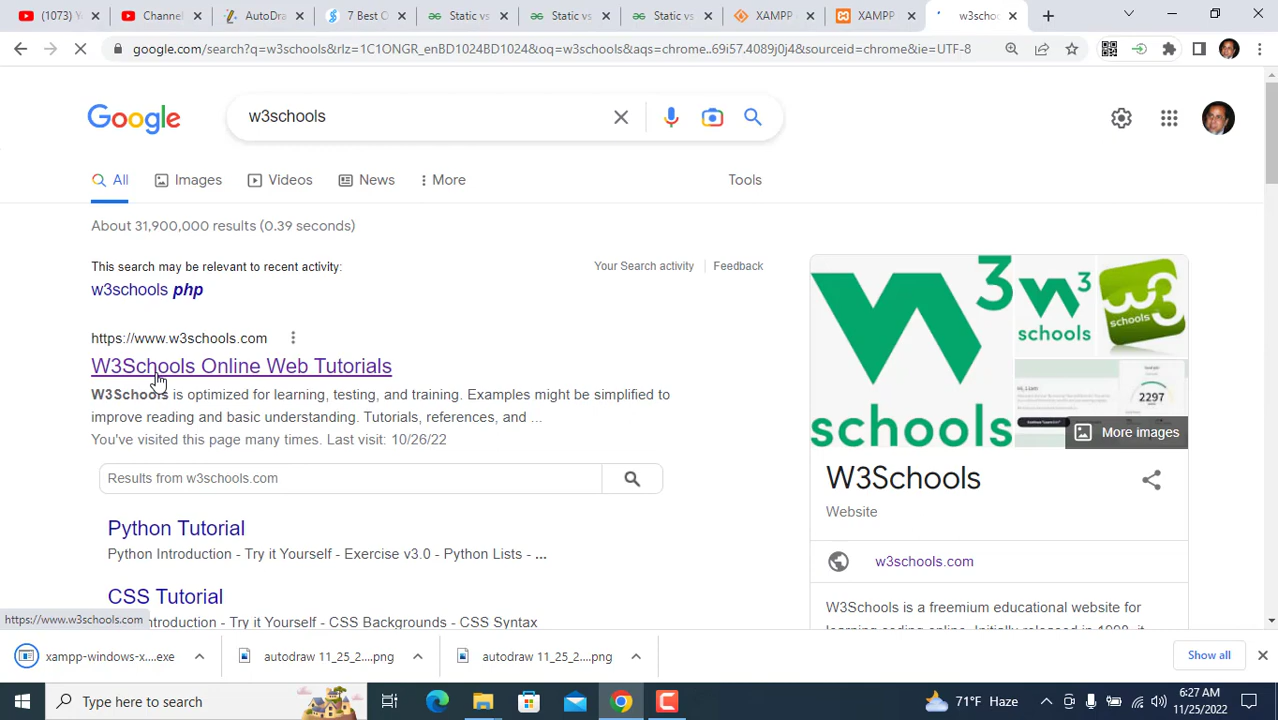 (1073) Y
Channel
AutoDra
7 Best O
Static vs
Static vs
Static vs
XAMPP
XAMPP
w3scho
google.com/search?q=w3schools&rlz=1C1ONGR_enBD1024BD1024&oq=w3schools&aqs=chrome..69i57.4089j0j4&sourceid=chrome&ie=UTF-8
Google
w3schools
All
Images
Videos
News
More
Tools
About 31,900,000 results (0.39 seconds)
This search may be relevant to recent activity:
Your Search activity
Feedback
w3schools php
https://www.w3schools.com
W3Schools Online Web Tutorials
W3Schools is optimized for learning, testing, and training. Examples might be simplified to
improve reading and basic understanding. Tutorials, references, and ...
You've visited this page many times. Last visit: 10/26/22
Results from w3schools.com
Python Tutorial
Python Introduction - Try it Yourself - Exercise v3.0 - Python Lists - ...
CSS Tutorial
ntroduction - Try it Yourself - CSS Backgrounds - CSS Syntax
https://www.w3schools.com
W3
schools
W3
schools
W3
schools
2297
More images
W3Schools
Website
w3schools.com
W3Schools is a freemium educational website for
xampp-windows-x....exe
autodraw 11_25_2....png
autodraw 11_25_2....png
Show all
Type here to search
71°F Haze
6:27 AM
11/25/2022